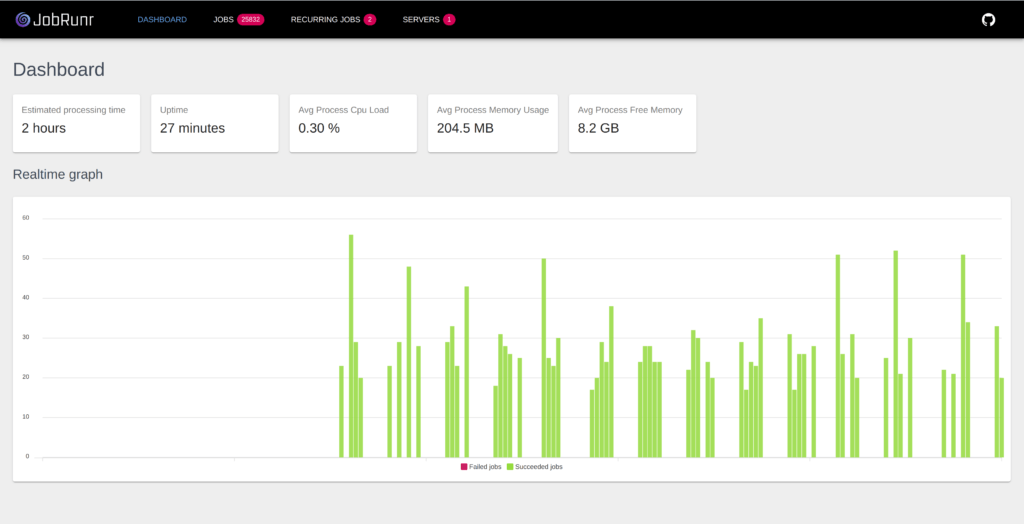 JobRunr DASHBOARD JOBS 25832 RECURRING JOBS 2 SERVERS 1
Dashboard
Estimated processing time
2 hours
Uptime
27 minutes
Avg Process Cpu Load
0.30 %
Avg Process Memory Usage
204.5 MB
Avg Process Free Memory
8.2 GB
Realtime graph
60
50
40
30
20
10
0
Failed jobs Succeeded jobs